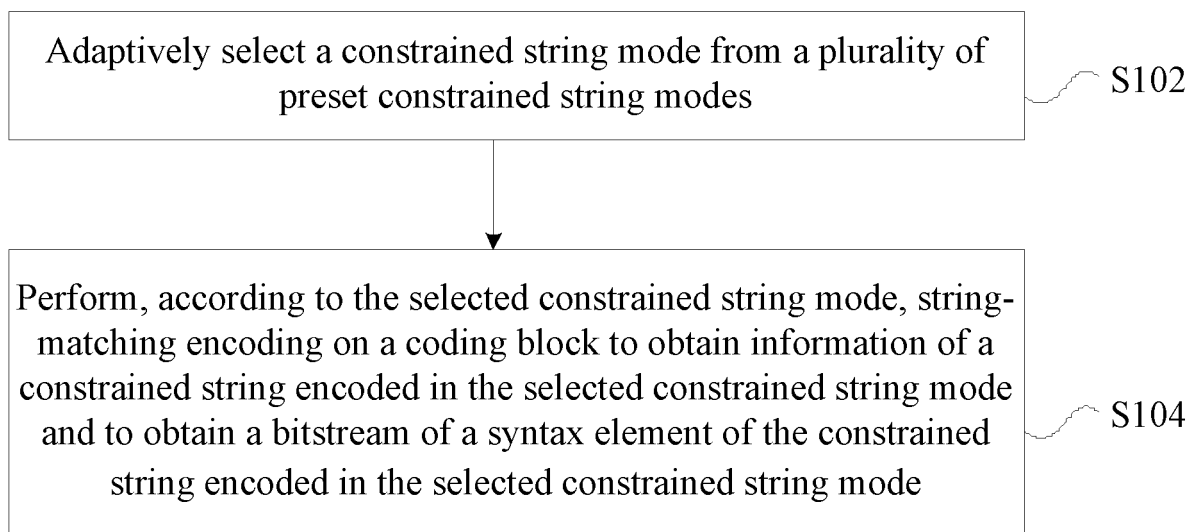 Adaptively select a constrained string mode from a plurality of
preset constrained string modes
S102
Perform, according to the selected constrained string mode, string-
matching encoding on a coding block to obtain information of a
constrained string encoded in the selected constrained string mode
and to obtain a bitstream of a syntax element of the constrained
string encoded in the selected constrained string mode
S104